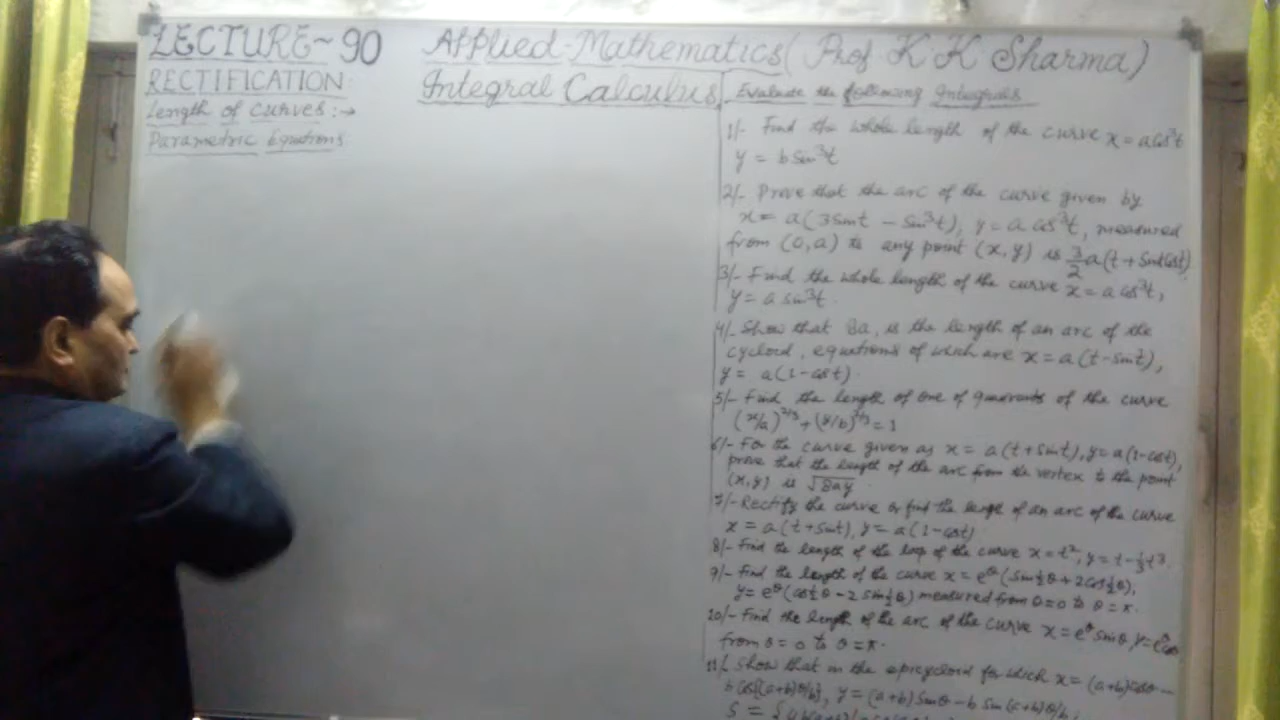 LECTURE~90 Applied-Mathematics (Prof. K K Sharma)
RECTIFICATION
Length of curves :→
Parametric Equations
Integral Calculus
Evaluate the following Integrals
1/- Find the whole length of the curve x = a cos³t
y = b sin³t
2/- Prove that the arc of the curve given by
x = a(3sint - sin³t), y = a cos³t, measured
from (0,a) to any point (x,y) is 3/2 a(t + sint cost)
3/- Find the whole length of the curve x = a cos³t,
y = a sin³t.
4/- Show that 8a, is the length of an arc of the
cycloid, equations of which are x = a(t-sint),
y = a(1-cost).
5/- Find the length of one of quadrants of the curve
(x/a)^2/3 + (y/b)^2/3 = 1
6/- For the curve given as x = a(t+sint), y = a(1-cost),
prove that the length of the arc from the vertex to the point
(x,y) is √8ay.
7/- Rectify the curve or find the length of an arc of the curve
x = a(t+sint), y = a(1-cost)
8/- Find the length of the loop of the curve x = t², y = t-⅓t³.
9/- Find the length of the curve x = e^θ(sin½θ + 2cos½θ),
y = e^θ(cos½θ - 2sin½θ) measured from θ=0 to θ=π.
10/- Find the length of the arc of the curve x = e^θ sinθ, y = e^θ cosθ
from θ=0 to θ=π.
11/- Show that in the epicycloid for which x = (a+b)cosθ -
b cos{(a+b)θ/b}, y = (a+b) sinθ - b sin(a+b)θ/b;
S =